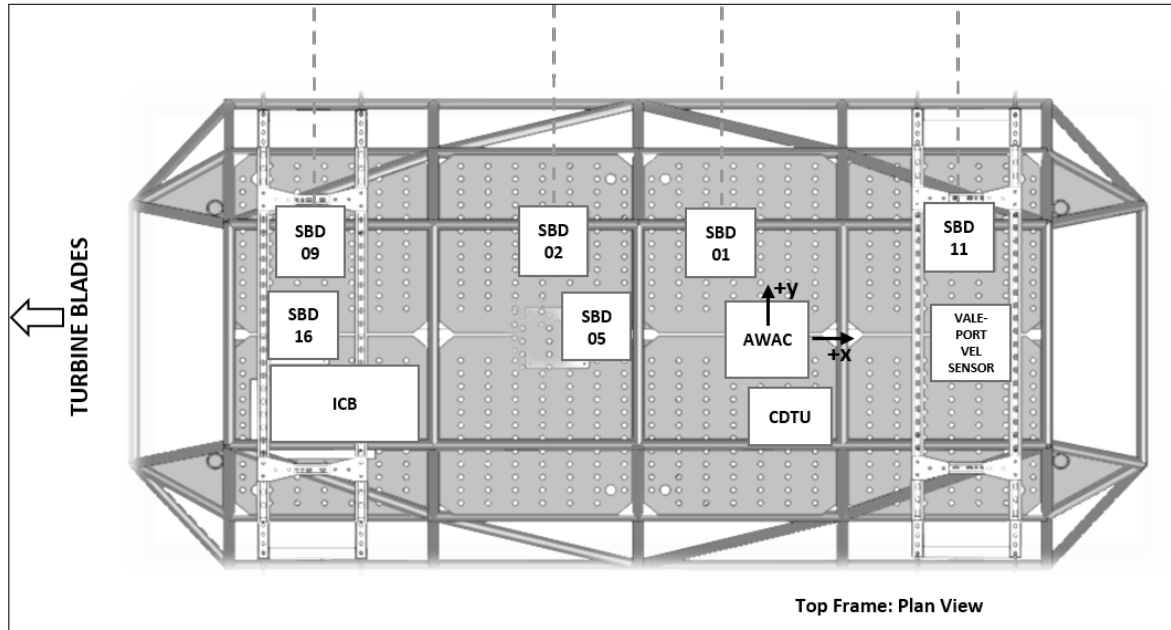 TURBINE BLADES
SBD
09
SBD
02
SBD
01
SBD
11
SBD
16
SBD
05
+y
AWAC
+x
VALE-
PORT
VEL
SENSOR
ICB
CDTU
Top Frame: Plan View